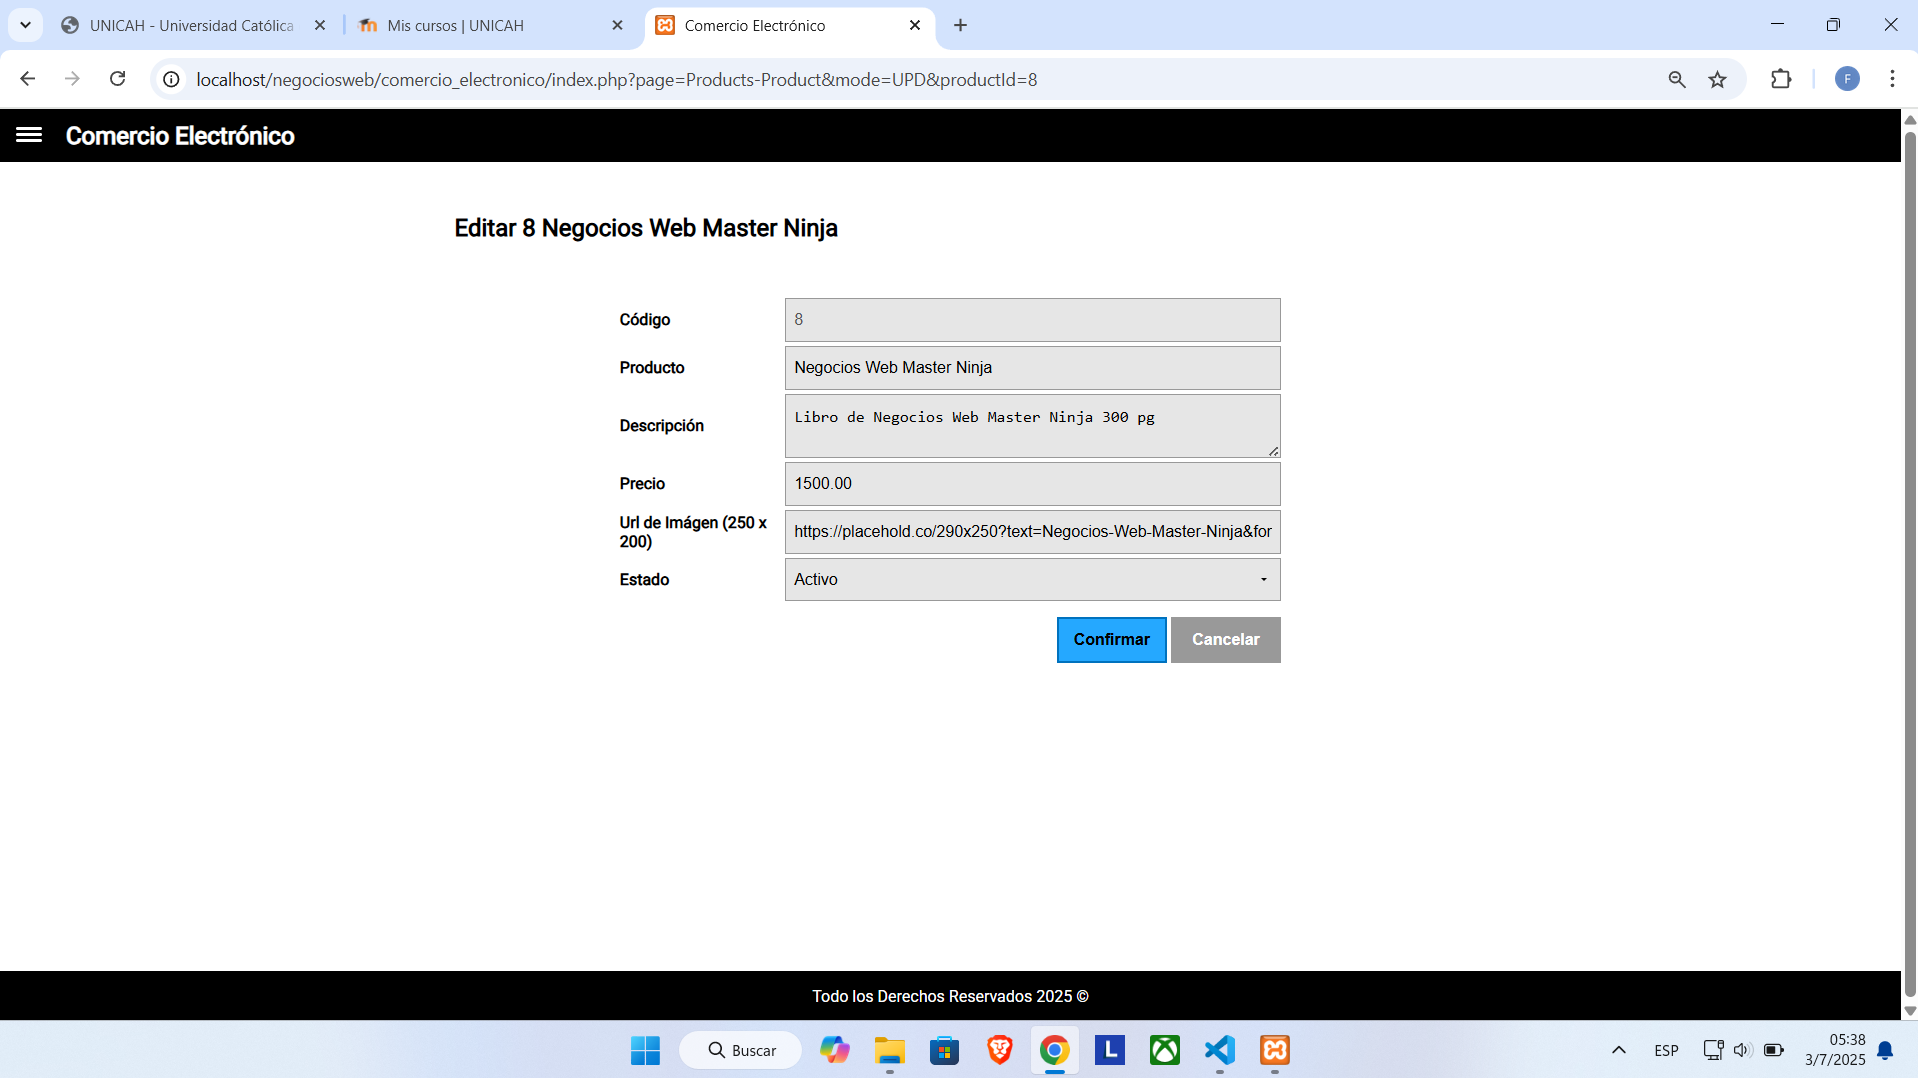 UNICAH - Universidad Católica
Mis cursos | UNICAH
Comercio Electrónico
localhost/negociosweb/comercio_electronico/index.php?page=Products-Product&mode=UPD&productId=8
F
Comercio Electrónico
Editar 8 Negocios Web Master Ninja
Código
8
Producto
Negocios Web Master Ninja
Descripción
Libro de Negocios Web Master Ninja 300 pg
Precio
1500.00
Url de Imágen (250 x
200)
https://placehold.co/290x250?text=Negocios-Web-Master-Ninja&for
Estado
Activo
Confirmar
Cancelar
Todo los Derechos Reservados 2025 ©
Buscar
L
ESP
05:38
3/7/2025